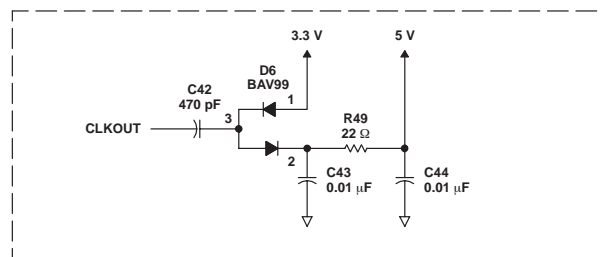 3.3 V
5 V
D6
BAV99
C42
470 pF
1
3
CLKOUT
R49
22 Ω
2
C43
0.01 μF
C44
0.01 μF